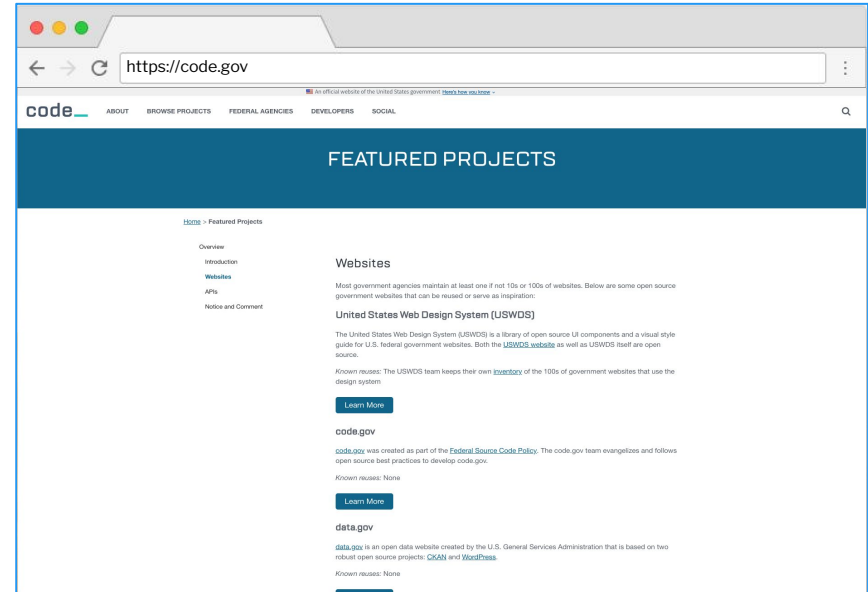 https://code.gov
An official website of the United States government Here's how you know
code_
ABOUT BROWSE PROJECTS FEDERAL AGENCIES DEVELOPERS SOCIAL
FEATURED PROJECTS
Home > Featured Projects
Overview
Introduction
Websites
APIs
Notice and Comment
Websites
Most government agencies maintain at least one if not 10s or 100s of websites. Below are some open source
government websites that can be reused or serve as inspiration:
United States Web Design System (USWDS)
The United States Web Design System (USWDS) is a library of open source UI components and a visual style
guide for U.S. federal government websites. Both the USWDS website as well as USWDS itself are open
source.
Known reuses: The USWDS team keeps their own inventory of the 100s of government websites that use the
design system
Learn More
code.gov
code.gov was created as part of the Federal Source Code Policy. The code.gov team evangelizes and follows
open source best practices to develop code.gov.
Known reuses: None
Learn More
data.gov
data.gov is an open data website created by the U.S. General Services Administration that is based on two
robust open source projects: CKAN and WordPress.
Known reuses: None